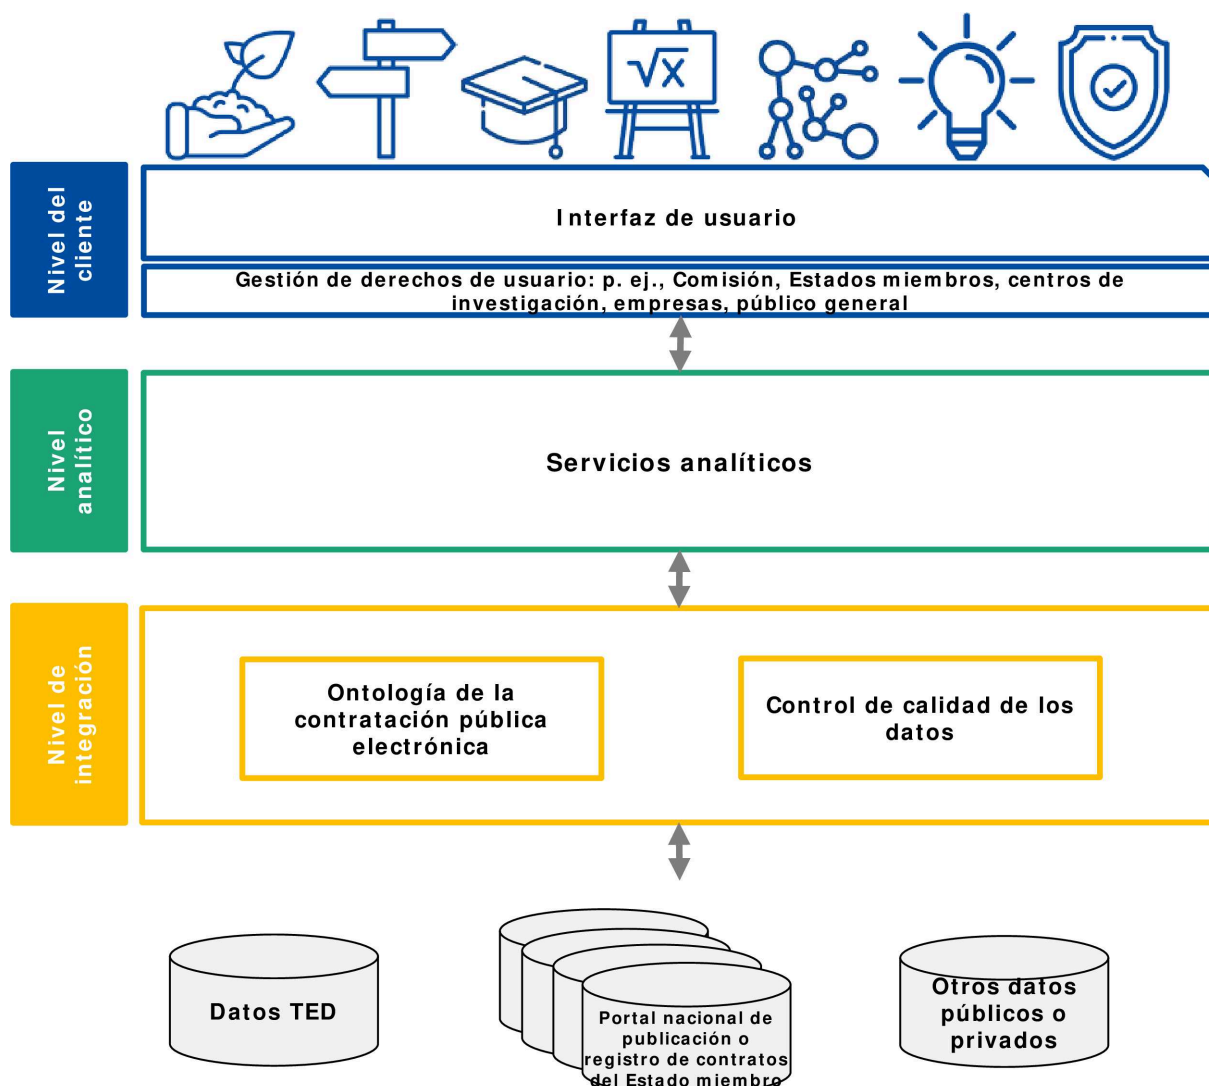 √x
Nivel del
cliente
Interfaz de usuario
Gestión de derechos de usuario: p. ej., Comisión, Estados miembros, centros de
investigación, empresas, público general
Nivel
analítico
Servicios analíticos
Nivel de
integración
Ontología de la
contratación pública
electrónica
Control de calidad de los
datos
Datos TED
Portal nacional de
publicación o
registro de contratos
del Estado miembro
Otros datos
públicos o
privados